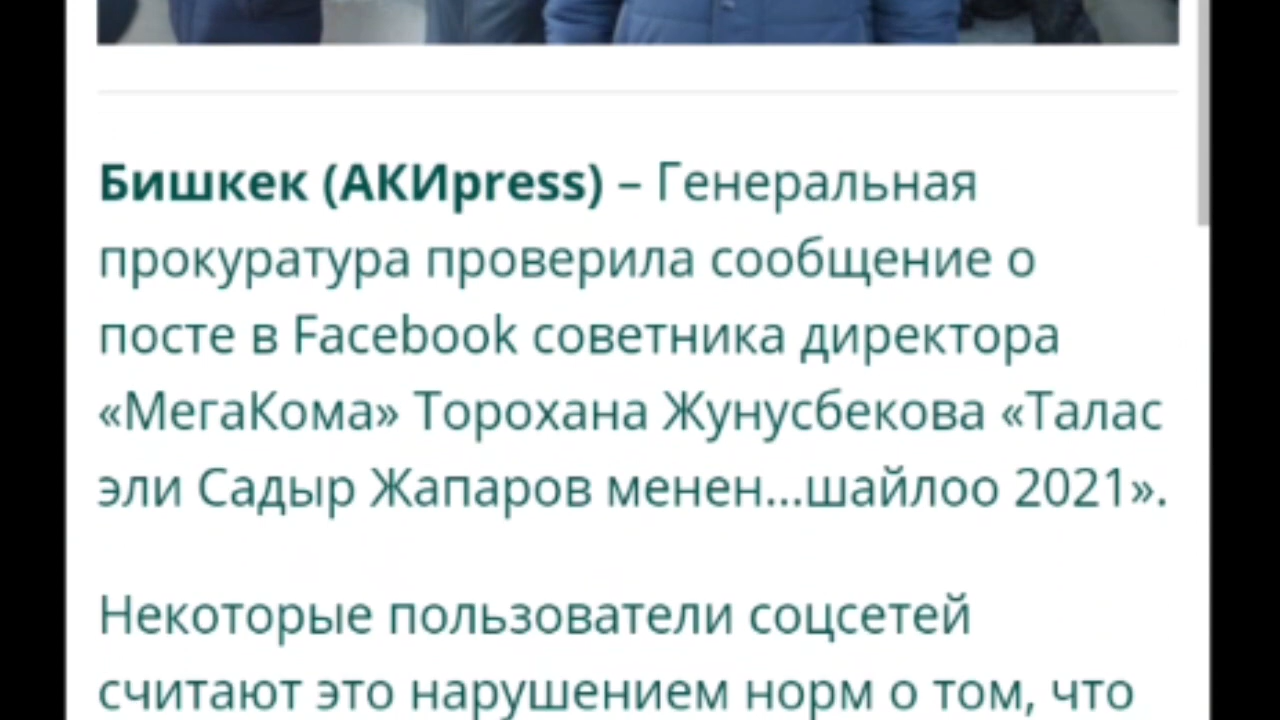 Бишкек (АКИpress) – Генеральная
прокуратура проверила сообщение о
посте в Facebook советника директора
«МегаКома» Торохана Жунусбекова «Талас
эли Садыр Жапаров менен...шайлоо 2021».
Некоторые пользователи соцсетей
считают это нарушением норм о том, что